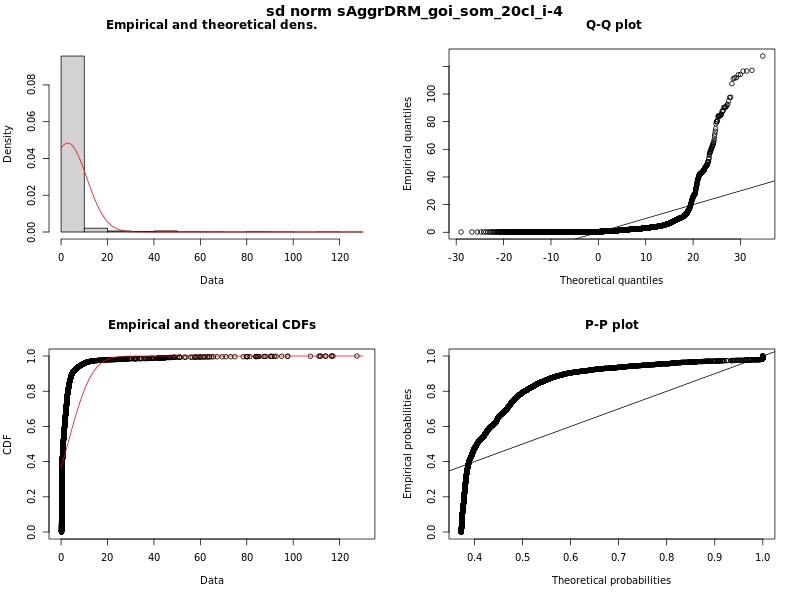 sd norm sAggrDRM_goi_som_20cl_i-4
Empirical and theoretical dens.
Density
0.00 0.02 0.04 0.06 0.08
0 20 40 60 80 100 120
Data
Q-Q plot
Empirical quantiles
0 20 40 60 80 100
-30 -20 -10 0 10 20 30
Theoretical quantiles
Empirical and theoretical CDFs
CDF
0.0 0.2 0.4 0.6 0.8 1.0
0 20 40 60 80 100 120
Data
P-P plot
Empirical probabilities
0.0 0.2 0.4 0.6 0.8 1.0
0.4 0.5 0.6 0.7 0.8 0.9 1.0
Theoretical probabilities